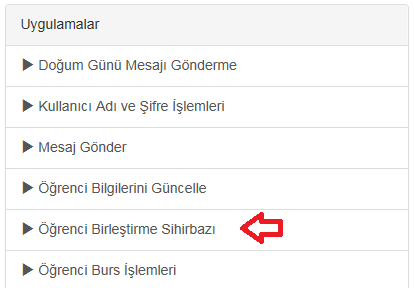 Uygulamalar
Doğum Günü Mesajı Gönderme
Kullanıcı Adı ve Şifre İşlemleri
Mesaj Gönder
Öğrenci Bilgilerini Güncelle
Öğrenci Birleştirme Sihirbazı
Öğrenci Burs İşlemleri